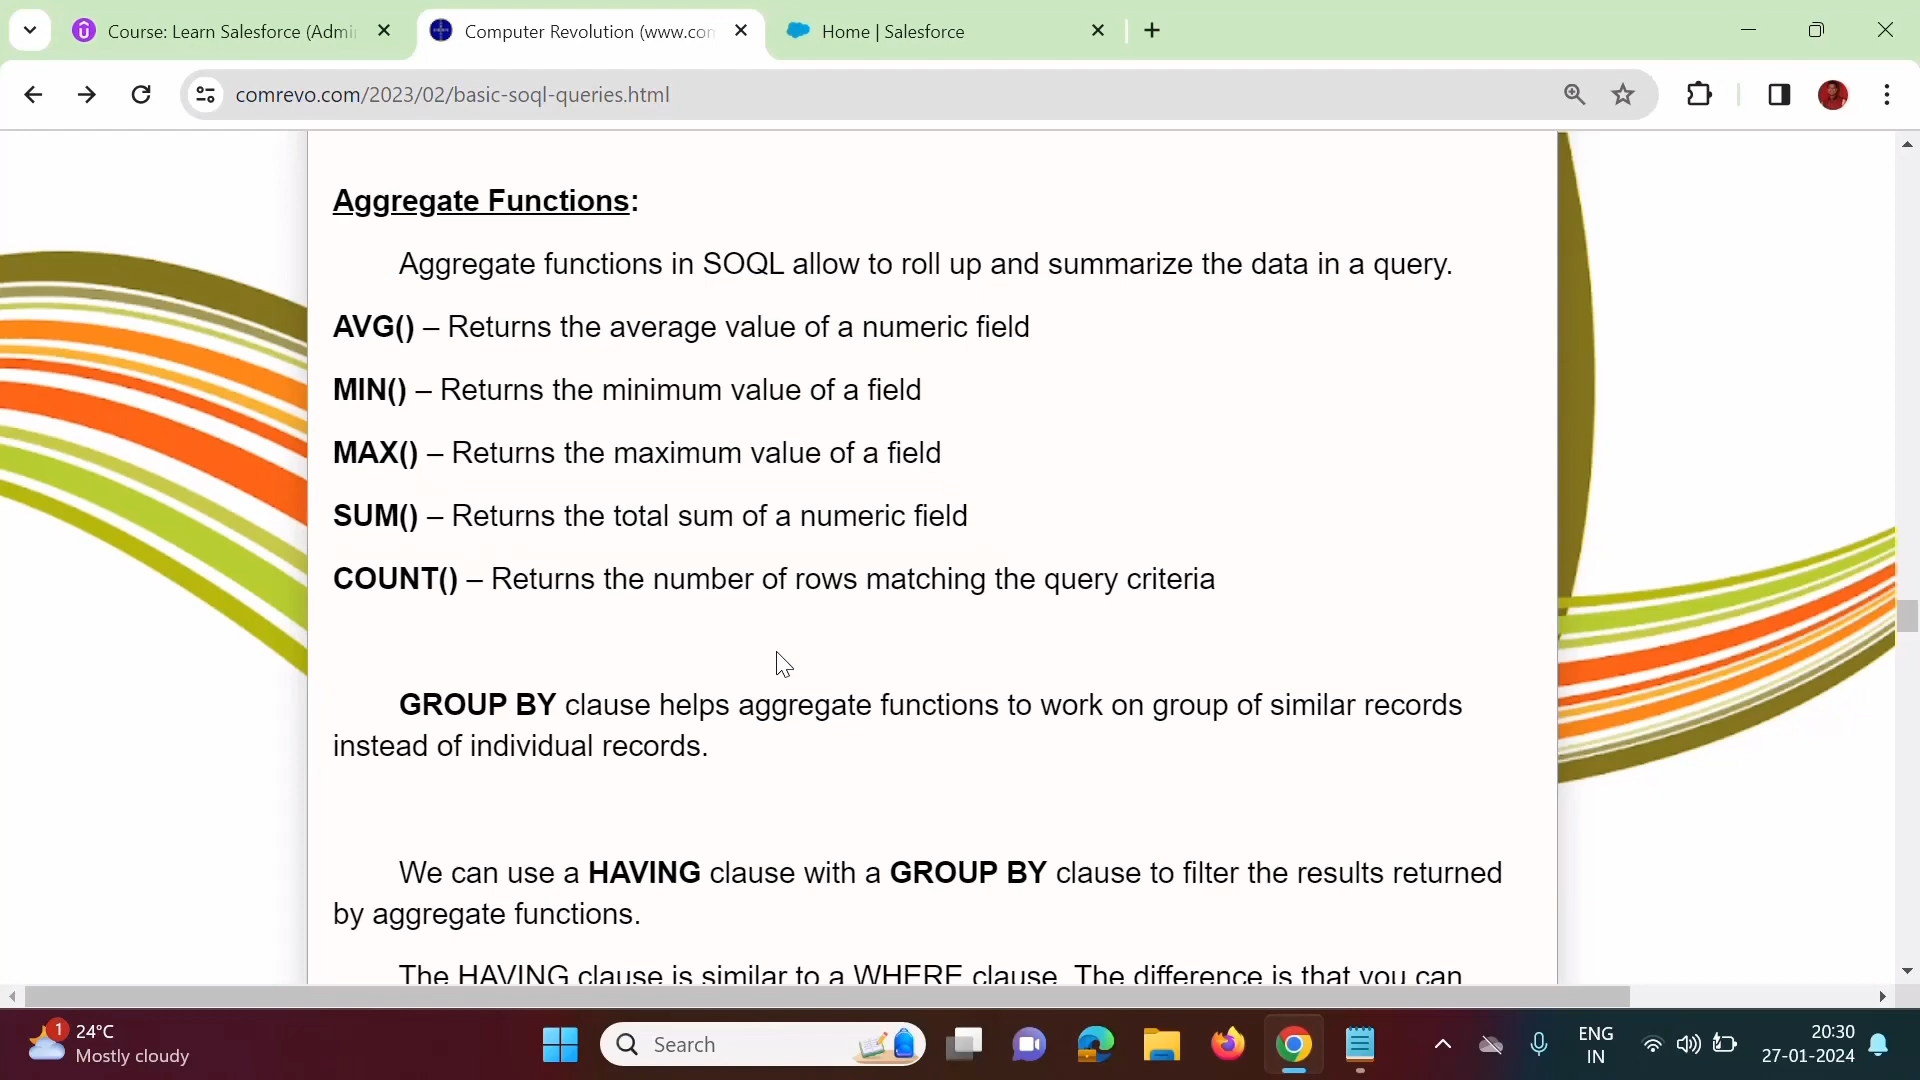 Course: Learn Salesforce (Admi
Computer Revolution (www.con
Home | Salesforce
comrevo.com/2023/02/basic-soql-queries.html
Aggregate Functions:
Aggregate functions in SOQL allow to roll up and summarize the data in a query.
AVG() – Returns the average value of a numeric field
MIN() – Returns the minimum value of a field
MAX() – Returns the maximum value of a field
SUM() – Returns the total sum of a numeric field
COUNT() – Returns the number of rows matching the query criteria
GROUP BY clause helps aggregate functions to work on group of similar records
instead of individual records.
We can use a HAVING clause with a GROUP BY clause to filter the results returned
by aggregate functions.
The HAVING clause is similar to a WHERE clause. The difference is that you can
1
24°C
Mostly cloudy
Search
ENG
IN
20:30
27-01-2024